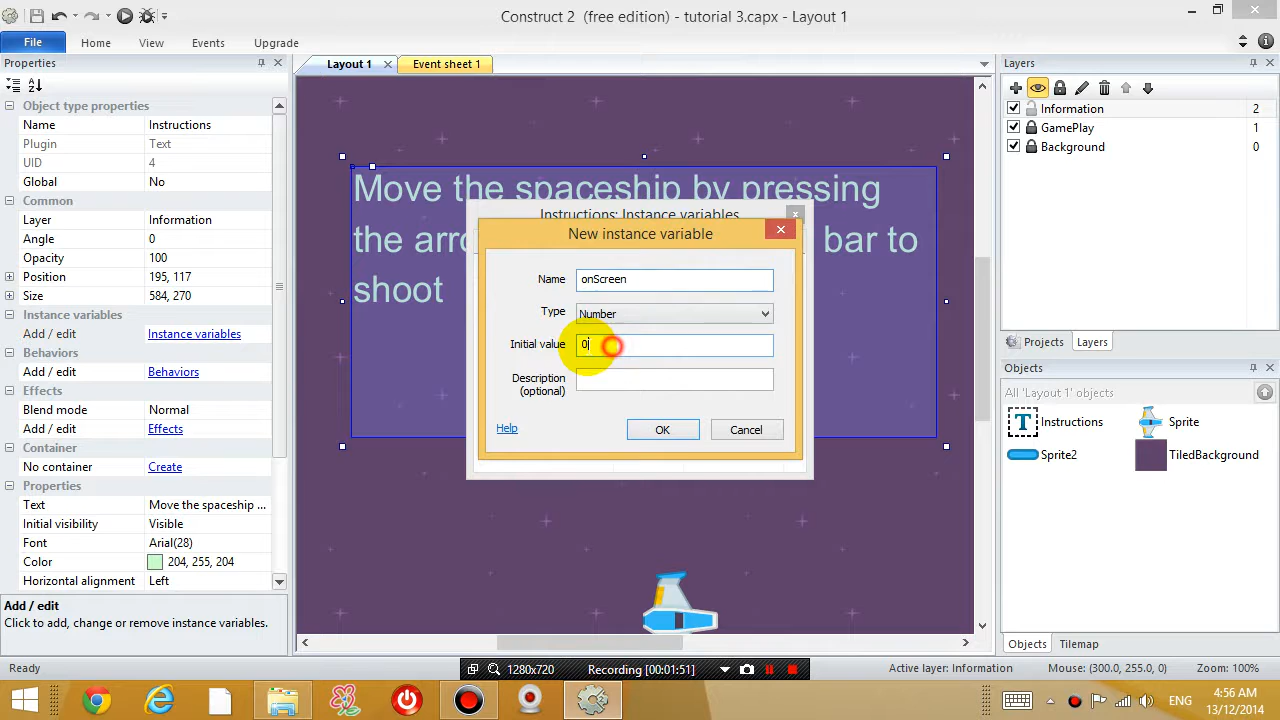 Construct 2 (free edition) - tutorial 3.capx - Layout 1
File
Home
View
Events
Upgrade
Properties
Object type properties
Name Instructions
Plugin Text
UID 4
Global No
Common
Layer Information
Angle 0
Opacity 100
Position 195, 117
Size 584, 270
Instance variables
Add / edit Instance variables
Behaviors
Add / edit Behaviors
Effects
Blend mode Normal
Add / edit Effects
Container
No container Create
Properties
Text Move the spaceship ...
Initial visibility Visible
Font Arial(28)
Color 204, 255, 204
Horizontal alignment Left
Add / edit
Click to add, change or remove instance variables.
Layout 1
Event sheet 1
Move the spaceship by pressing
the arro bar to
shoot
Instructions: Instance variables
New instance variable
Name onScreen
Type Number
Initial value 0
Description
(optional)
Help
OK
Cancel
Layers
Information 2
GamePlay 1
Background 0
Projects
Layers
Objects
All 'Layout 1' objects
T Instructions
Sprite
Sprite2
TiledBackground
Objects
Tilemap
Ready
1280x720
Recording [00:01:51]
Active layer: Information
Mouse: (300.0, 255.0, 0)
Zoom: 100%
ENG
4:56 AM
13/12/2014